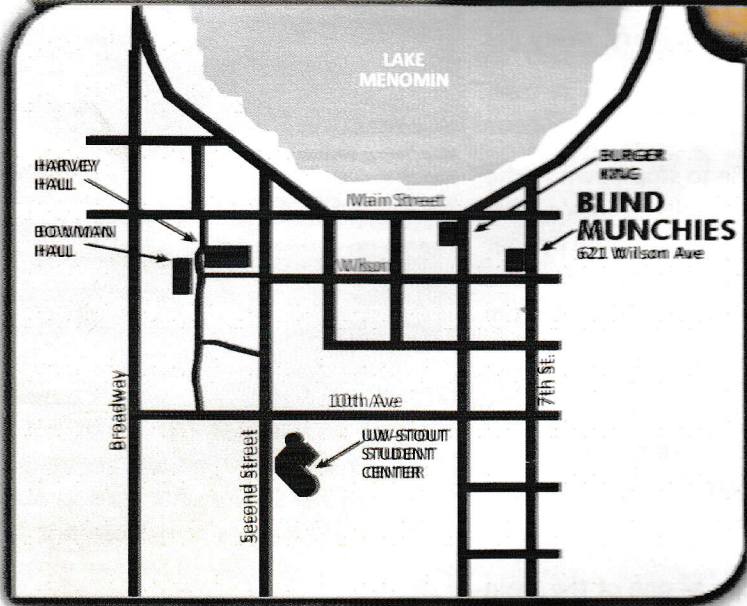 LAKE
MENOMIN
HARVEY
HALL
BURGER
KING
Main Street
BLIND
MUNCHIES
621 Wilson Ave
BOWMAN
HALL
Wilson
Broadway
7th St.
10th Ave
Second Street
UW-STOUT
STUDENT
CENTER